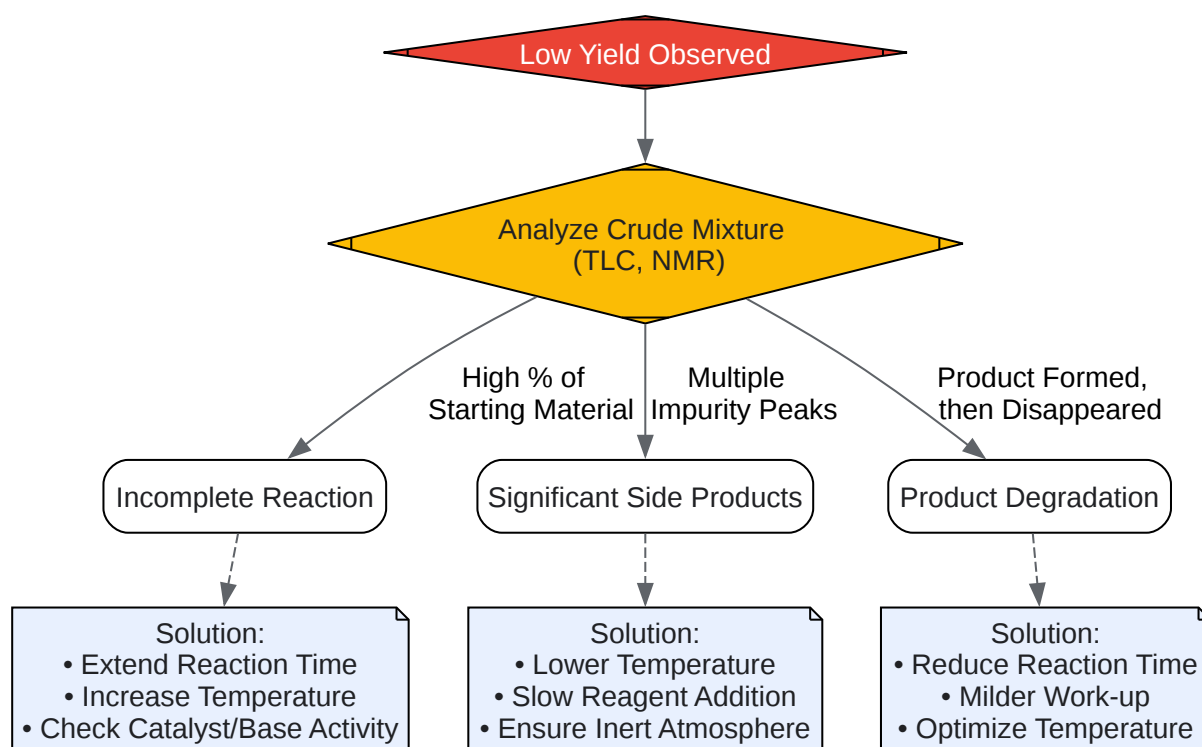 Low Yield Observed
Analyze Crude Mixture
(TLC, NMR)
High % of
Starting Material
Multiple
Impurity Peaks
Product Formed,
then Disappeared
Incomplete Reaction
Significant Side Products
Product Degradation
Solution:
• Extend Reaction Time
• Increase Temperature
• Check Catalyst/Base Activity
Solution:
• Lower Temperature
• Slow Reagent Addition
• Ensure Inert Atmosphere
Solution:
• Reduce Reaction Time
• Milder Work-up
• Optimize Temperature